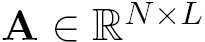 𝐀 ∈ ℝ^{N×L}